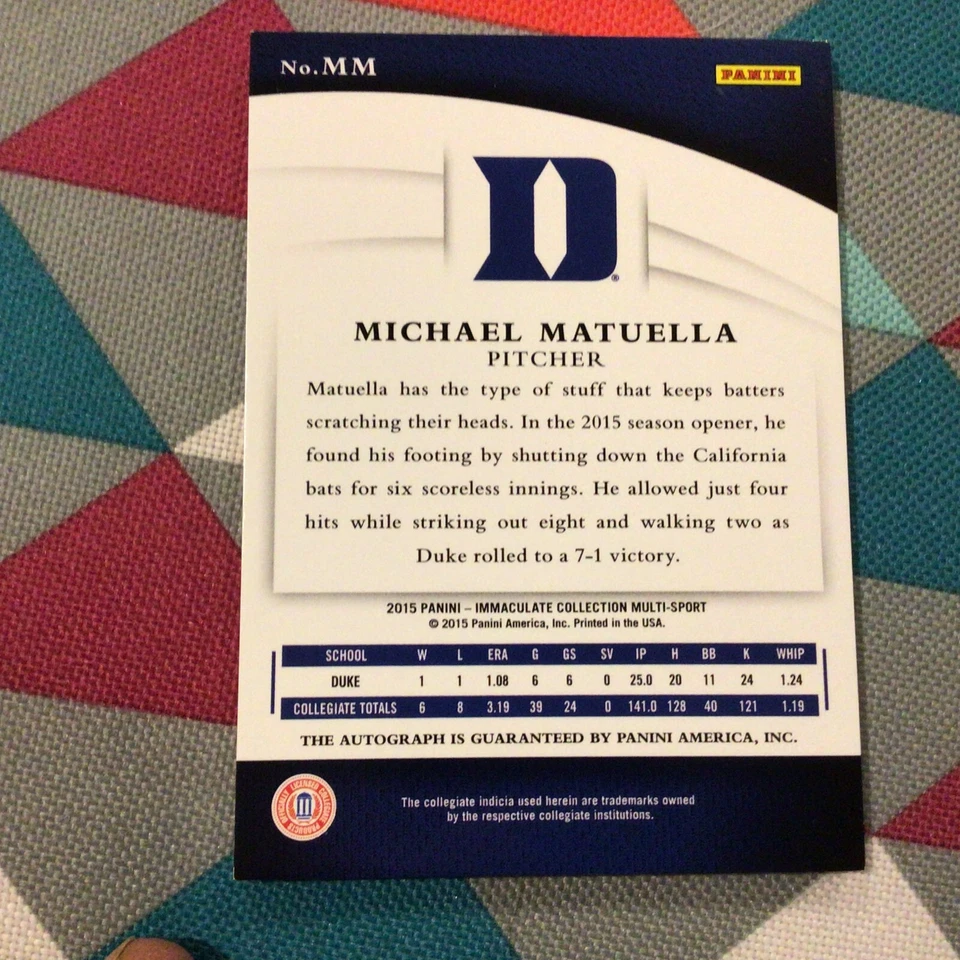 No.MM
PANINI
D
®
MICHAEL MATUELLA
PITCHER
Matuella has the type of stuff that keeps batters
scratching their heads. In the 2015 season opener, he
found his footing by shutting down the California
bats for six scoreless innings. He allowed just four
hits while striking out eight and walking two as
Duke rolled to a 7-1 victory.
2015 PANINI – IMMACULATE COLLECTION MULTI-SPORT
© 2015 Panini America, Inc. Printed in the USA.
SCHOOL W L ERA G GS SV IP H BB K WHIP
DUKE 1 1 1.08 6 6 0 25.0 20 11 24 1.24
COLLEGIATE TOTALS 6 8 3.19 39 24 0 141.0 128 40 121 1.19
THE AUTOGRAPH IS GUARANTEED BY PANINI AMERICA, INC.
OFFICIALLY LICENSED COLLEGIATE PRODUCTS
The collegiate indicia used herein are trademarks owned
by the respective collegiate institutions.